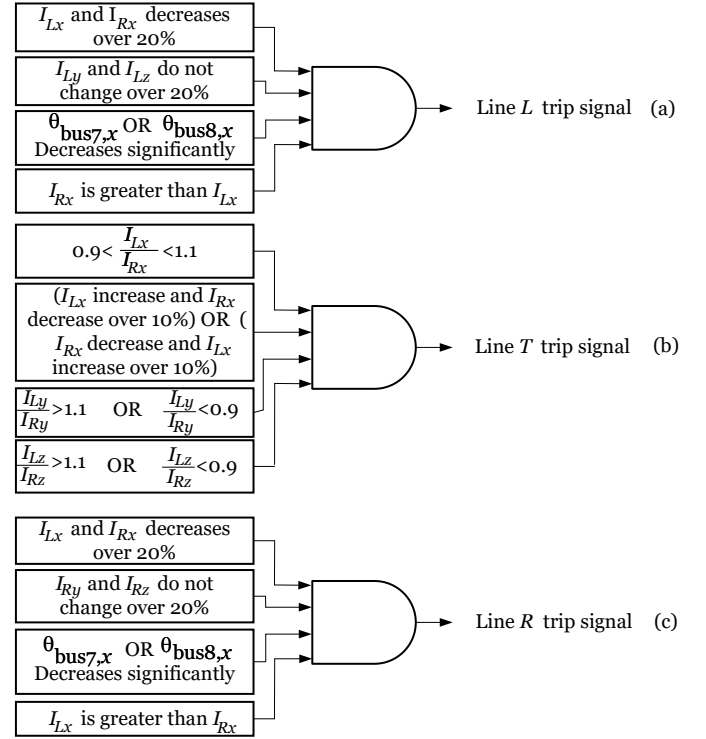 I_Lx and I_Rx decreases
over 20%
I_Ly and I_Lz do not
change over 20%
θ_bus7,x OR θ_bus8,x
Decreases significantly
I_Rx is greater than I_Lx
Line L trip signal (a)
0.9< I_Lx/I_Rx <1.1
(I_Lx increase and I_Rx
decrease over 10%) OR (
I_Rx decrease and I_Lx
increase over 10%)
I_Ly/I_Ry >1.1 OR I_Ly/I_Ry <0.9
I_Lz/I_Rz >1.1 OR I_Lz/I_Rz <0.9
Line T trip signal (b)
I_Lx and I_Rx decreases
over 20%
I_Ry and I_Rz do not
change over 20%
θ_bus7,x OR θ_bus8,x
Decreases significantly
I_Lx is greater than I_Rx
Line R trip signal (c)